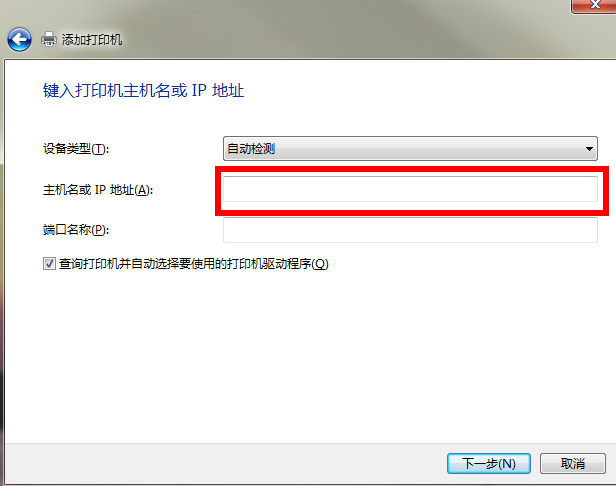 添加打印机
键入打印机主机名或 IP 地址
设备类型(T):
自动检测
主机名或 IP 地址(A):
端口名称(P):
查询打印机并自动选择要使用的打印机驱动程序(Q)
下一步(N)
取消